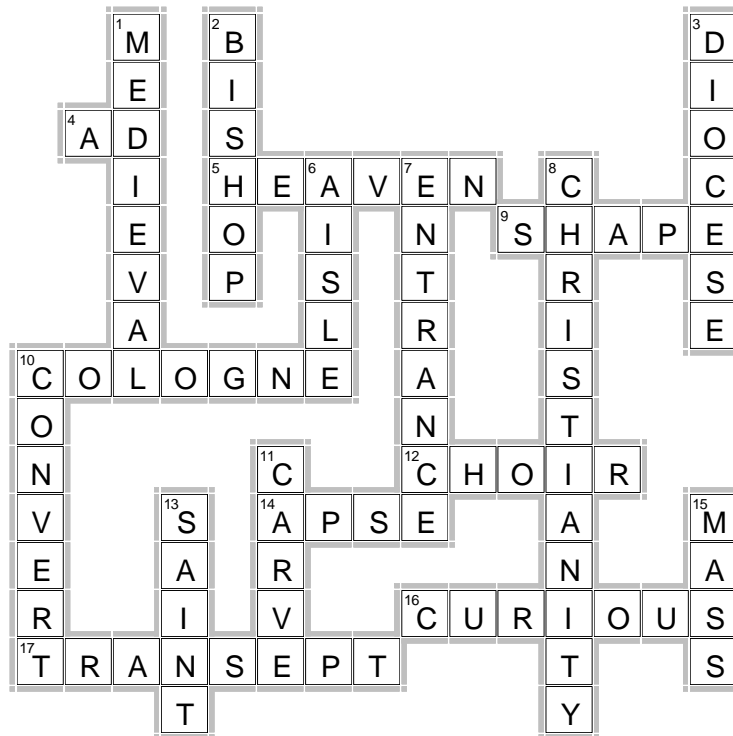 1 M 2 B 3 D
E I I
4 A D S O
I 5 H E 6 A V 7 E N 8 C C
E O I N 9 S H A P E
V P S T R S
A L R I E
10 C O L O G N E A S
O N T
N 11 C 12 C H O I R
V 13 S 14 A P S E A 15 M
E A R N A
R I V 16 C U R I O U S
17 T R A N S E P T T S
T Y